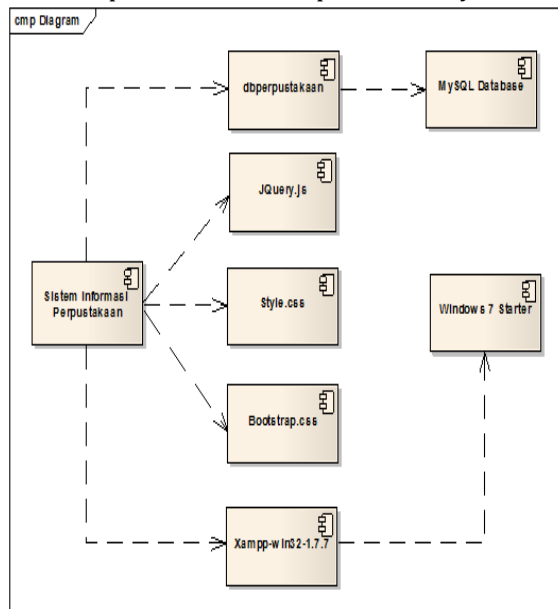 cmp Diagram
dbperpustakaan
MySQL Database
JQuery.js
Sistem Informasi
Perpustakaan
Style.css
Windows 7 Starter
Bootstrap.css
Xampp-win32-1.7.7